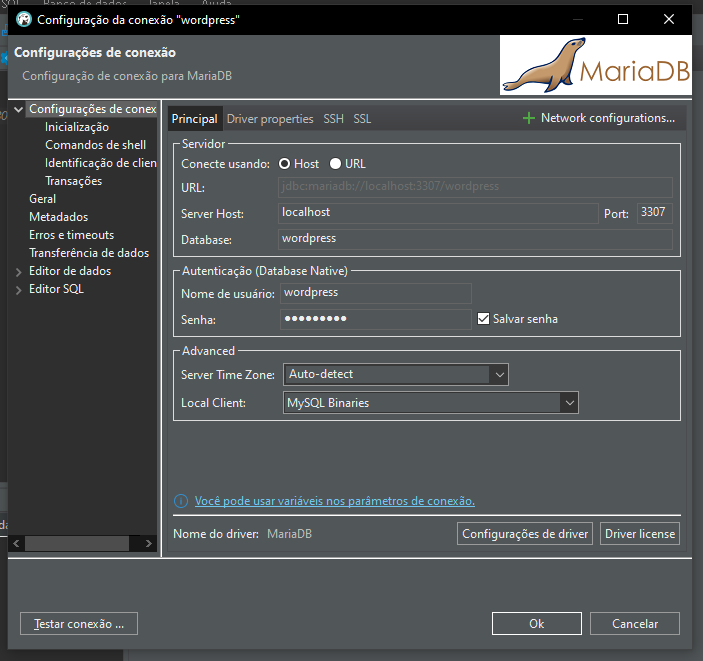 Configuração da conexão "wordpress"
Configurações de conexão
Configuração de conexão para MariaDB
MariaDB
Configurações de conex
Inicialização
Comandos de shell
Identificação de clien
Transações
Geral
Metadados
Erros e timeouts
Transferência de dados
Editor de dados
Editor SQL
Principal Driver properties SSH SSL Network configurations...
Servidor
Conecte usando: Host URL
URL: jdbc:mariadb://localhost:3307/wordpress
Server Host: localhost Port: 3307
Database: wordpress
Autenticação (Database Native)
Nome de usuário: wordpress
Senha: ••••••••• Salvar senha
Advanced
Server Time Zone: Auto-detect
Local Client: MySQL Binaries
Você pode usar variáveis nos parâmetros de conexão.
Nome do driver: MariaDB Configurações de driver Driver license
Testar conexão ... Ok Cancelar